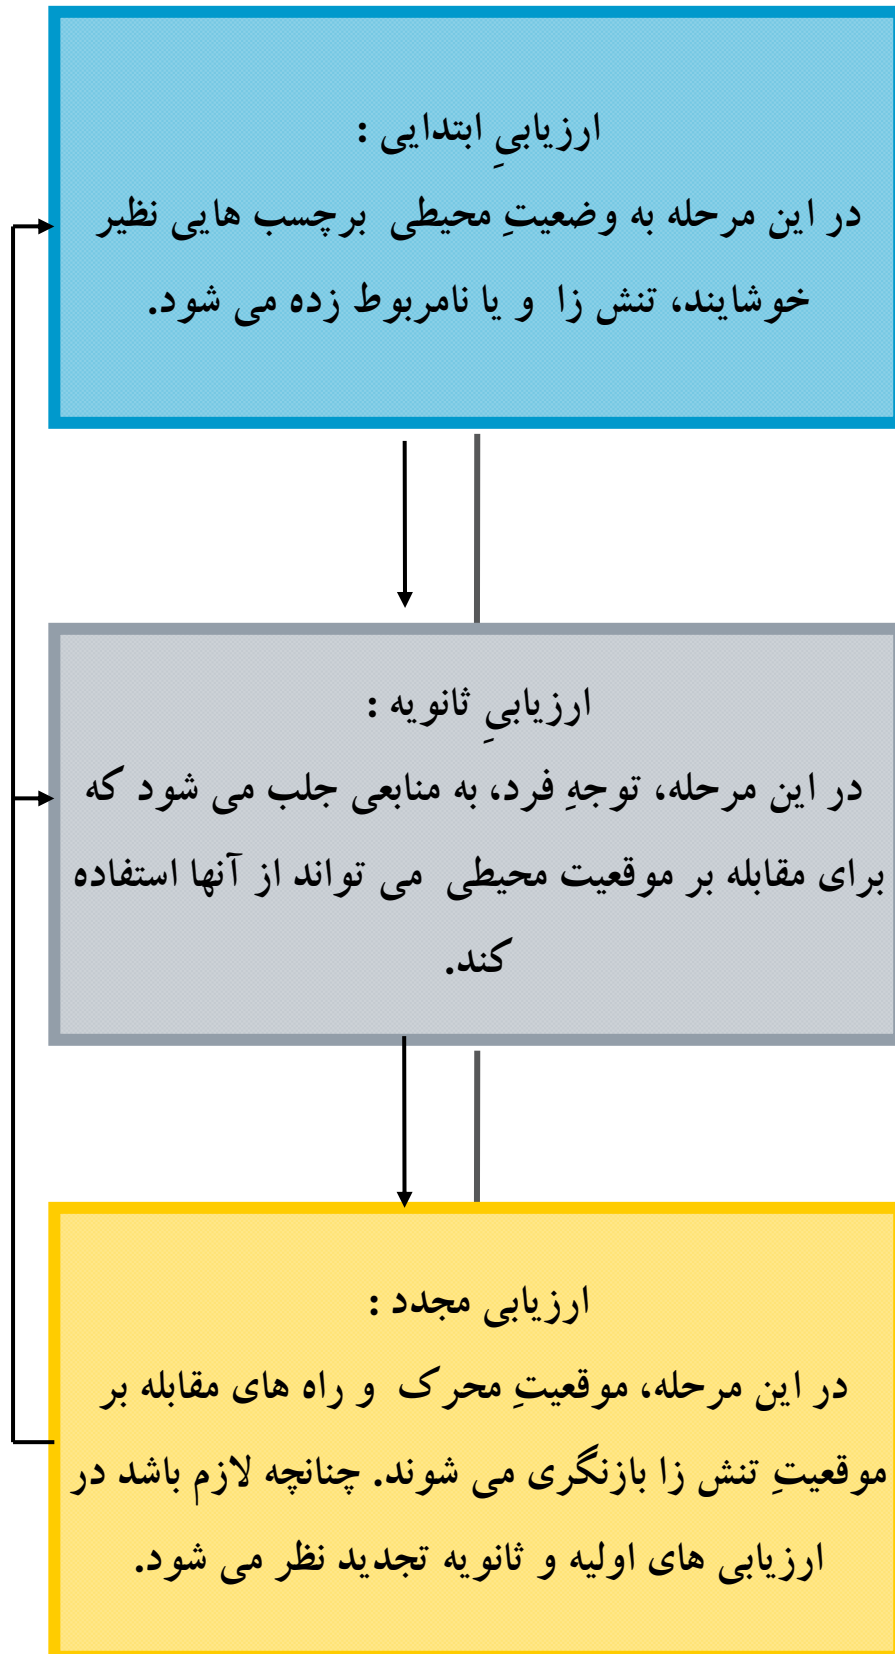 ارزیابیِ ابتدایی :
در این مرحله به وضعیتِ محیطی برچسب هایی نظیر
خوشایند، تنش زا و یا نامربوط زده می شود.
ارزیابیِ ثانویه :
در این مرحله، توجهِ فرد، به منابعی جلب می شود که
برای مقابله بر موقعیت محیطی می تواند از آنها استفاده
کند.
ارزیابی مجدد :
در این مرحله، موقعیتِ محرک و راه های مقابله بر
موقعیتِ تنش زا بازنگری می شوند. چنانچه لازم باشد در
ارزیابی های اولیه و ثانویه تجدید نظر می شود.